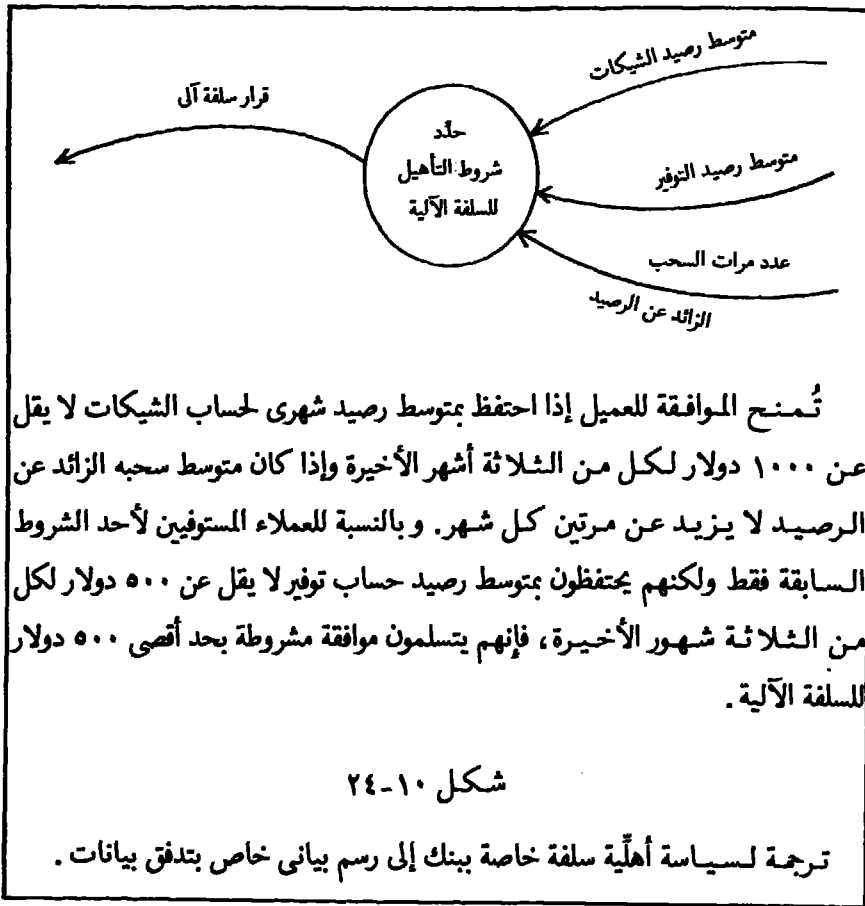 متوسط رصيد الشيكات
قرار سلفة آلى
حدِّد
شروط التأهيل
للسلفة الآلية
متوسط رصيد التوفير
عدد مرات السحب
الزائد عن الرصيد
تُمنح الموافقة للعميل إذا احتفظ بمتوسط رصيد شهرى لحساب الشيكات لا يقل
عن ١٠٠٠ دولار لكل من الثلاثة أشهر الأخيرة وإذا كان متوسط سحبه الزائد عن
الرصيد لا يزيد عن مرتين كل شهر. وبالنسبة للعملاء المستوفين لأحد الشروط
السابقة فقط ولكنهم يحتفظون بمتوسط رصيد حساب توفير لا يقل عن ٥٠٠ دولار لكل
من الثلاثة شهور الأخيرة، فإنهم يتسلمون موافقة مشروطة بحد أقصى ٥٠٠ دولار
للسلفة الآلية.
شكل ١٠-٢٤
ترجمة لسياسة أهلِّية سلفة خاصة ببنك إلى رسم بيانى خاص بتدفق بيانات.